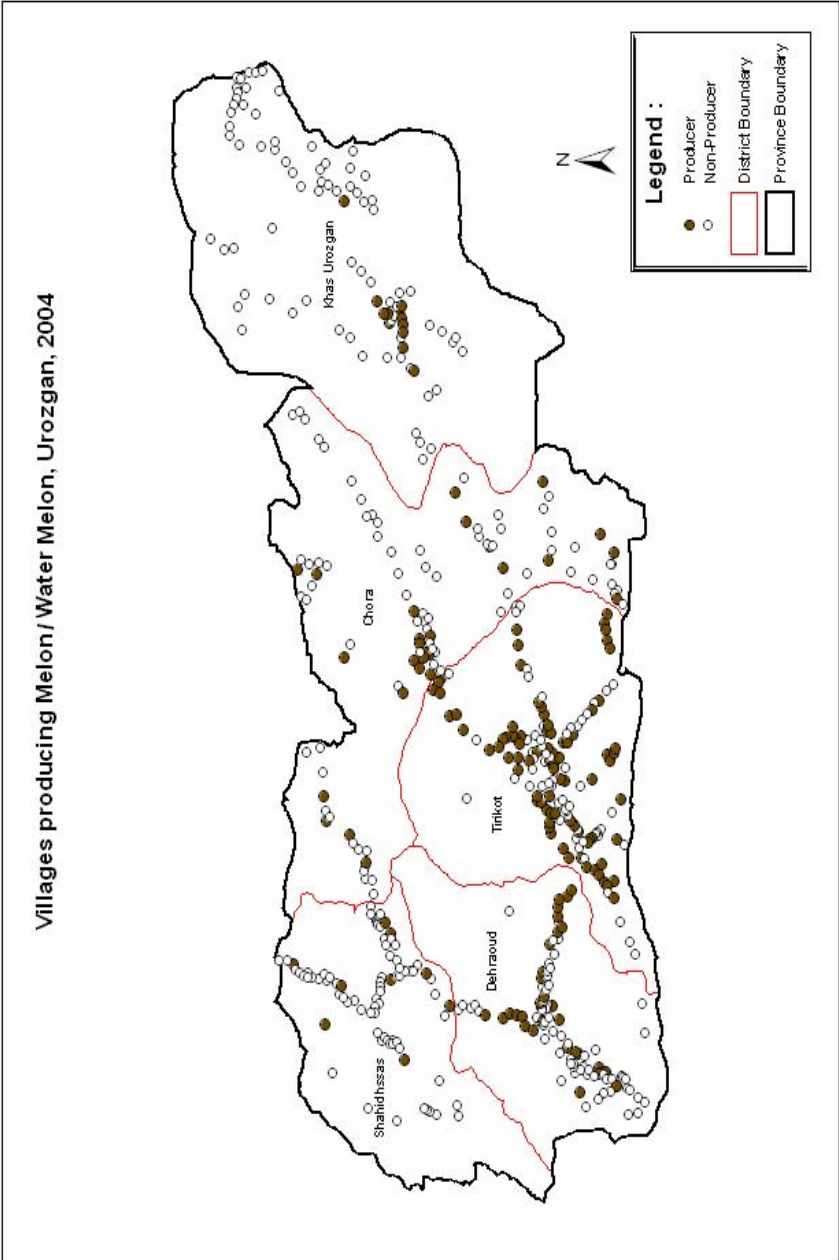 Villages producing Melon / Water Melon, Urozgan, 2004
Khas Urozgan
Chora
Tirikot
Dehraoud
Shahidhssas
N
Legend :
Producer
Non-Producer
District Boundary
Province Boundary